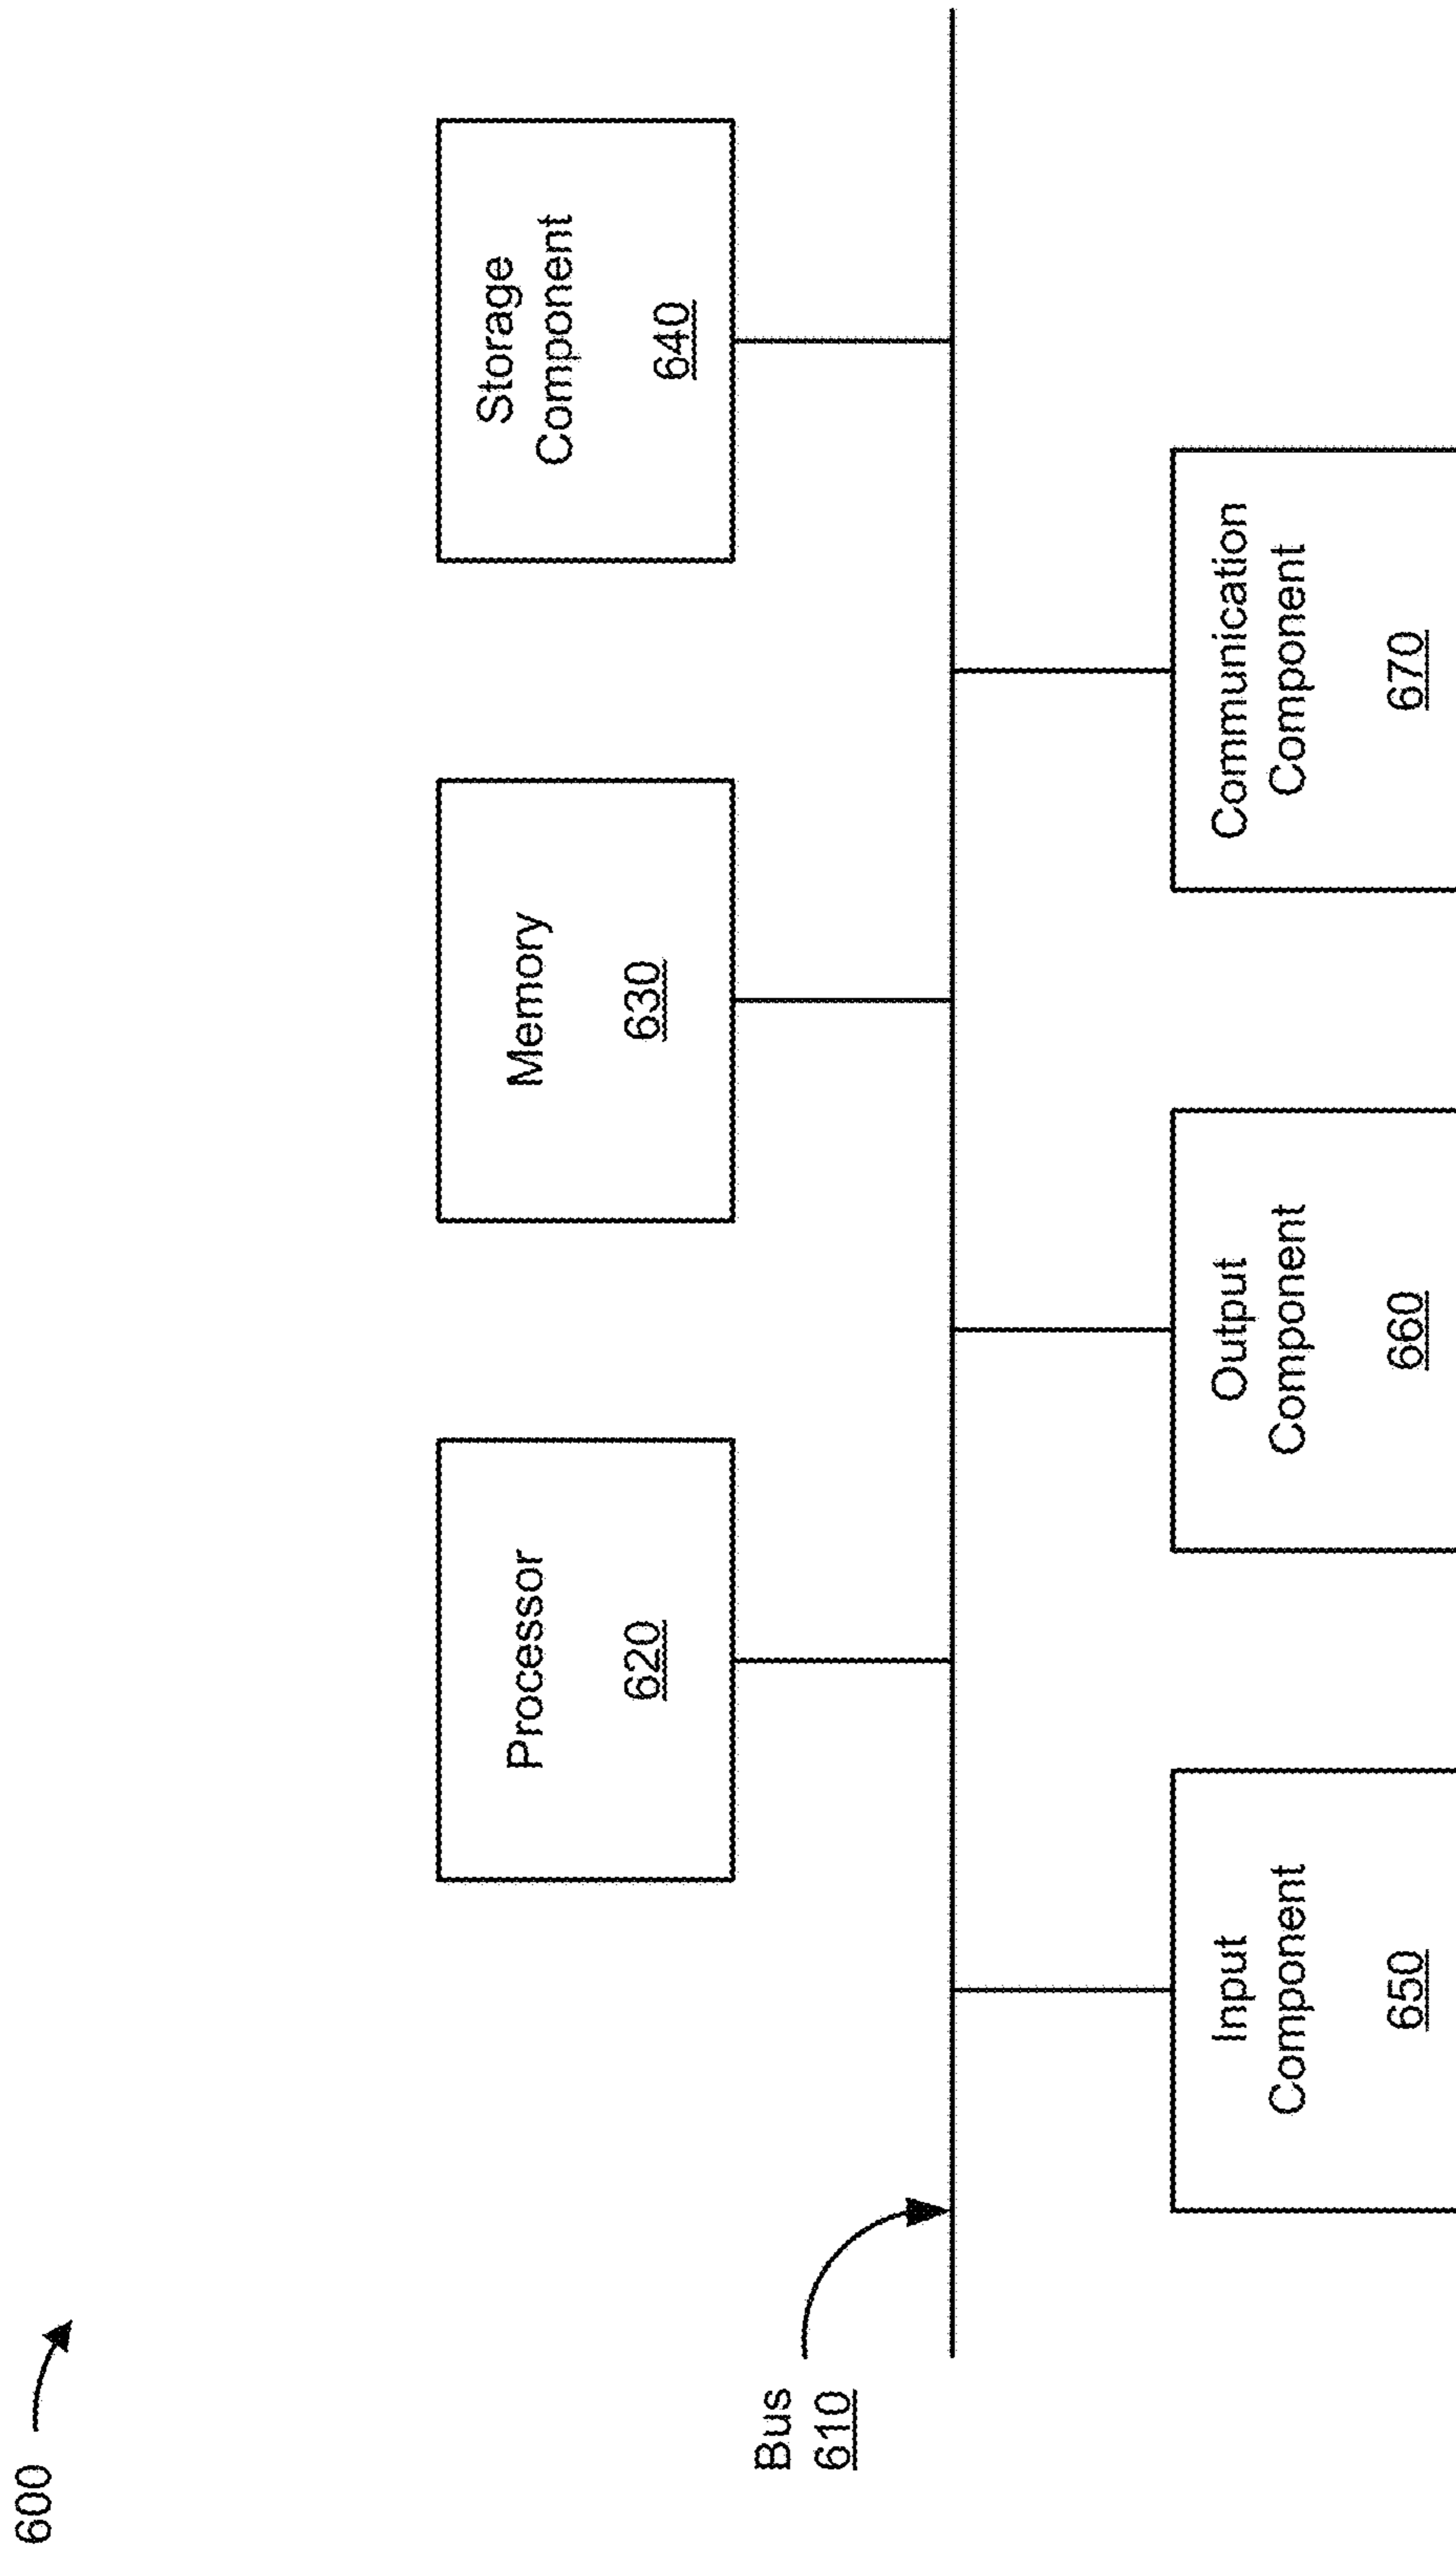 600
Processor
620
Memory
630
Storage
Component
640
Bus
610
Input
Component
650
Output
Component
660
Communication
Component
670